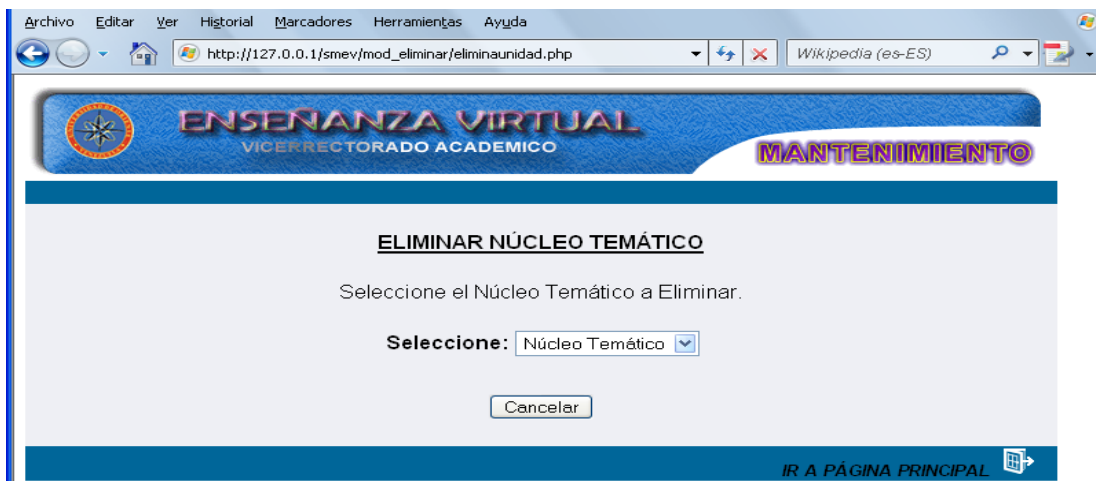 Archivo Editar Ver Historial Marcadores Herramientas Ayuda
http://127.0.0.1/smev/mod_eliminar/eliminaunidad.php Wikipedia (es-ES)
ENSEÑANZA VIRTUAL
VICERRECTORADO ACADEMICO
MANTENIMIENTO
ELIMINAR NÚCLEO TEMÁTICO
Seleccione el Núcleo Temático a Eliminar.
Seleccione: Núcleo Temático
Cancelar
IR A PÁGINA PRINCIPAL